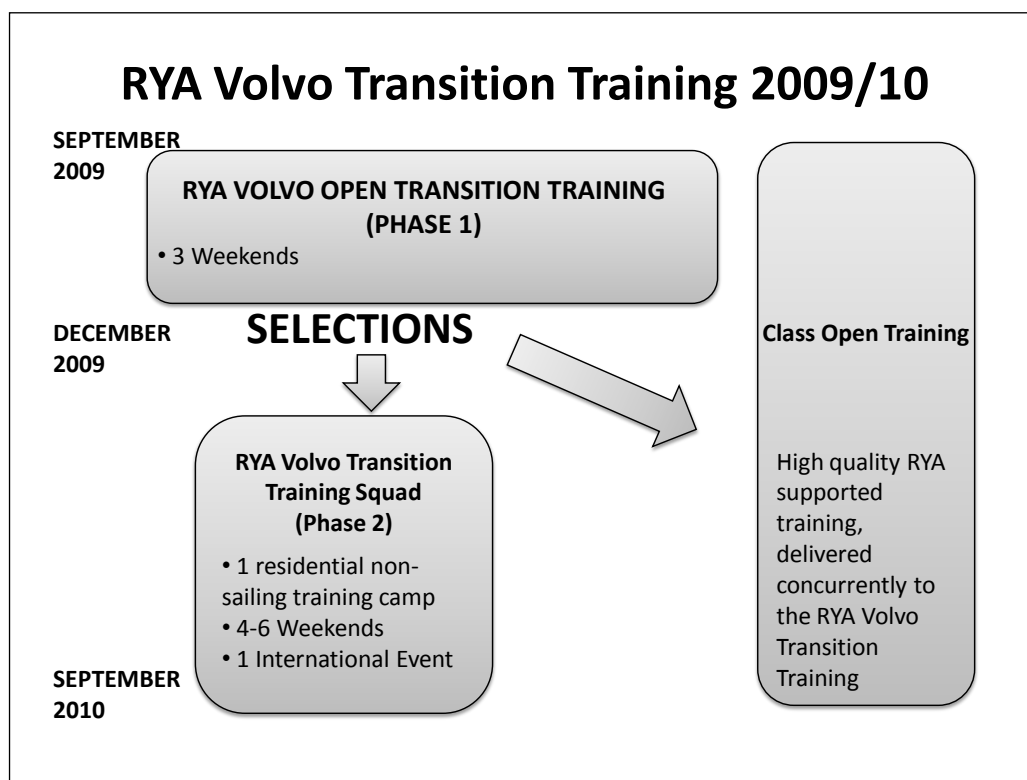 RYA Volvo Transition Training 2009/10
SEPTEMBER
2009
RYA VOLVO OPEN TRANSITION TRAINING
(PHASE 1)
• 3 Weekends
DECEMBER
2009
SELECTIONS
Class Open Training
RYA Volvo Transition
Training Squad
(Phase 2)
• 1 residential non-
sailing training camp
• 4-6 Weekends
• 1 International Event
High quality RYA
supported
training,
delivered
concurrently to
the RYA Volvo
Transition
Training
SEPTEMBER
2010